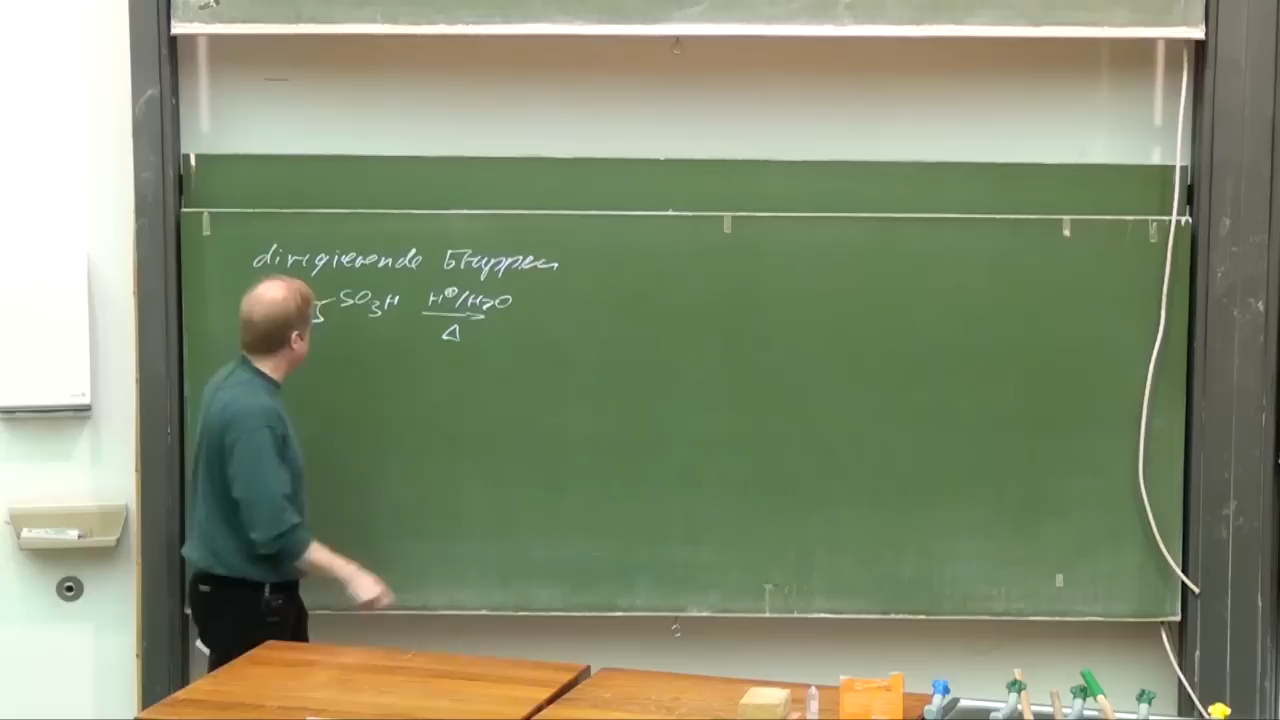 dirigierende Gruppen
SO₃H H⊕/H₂O
Δ